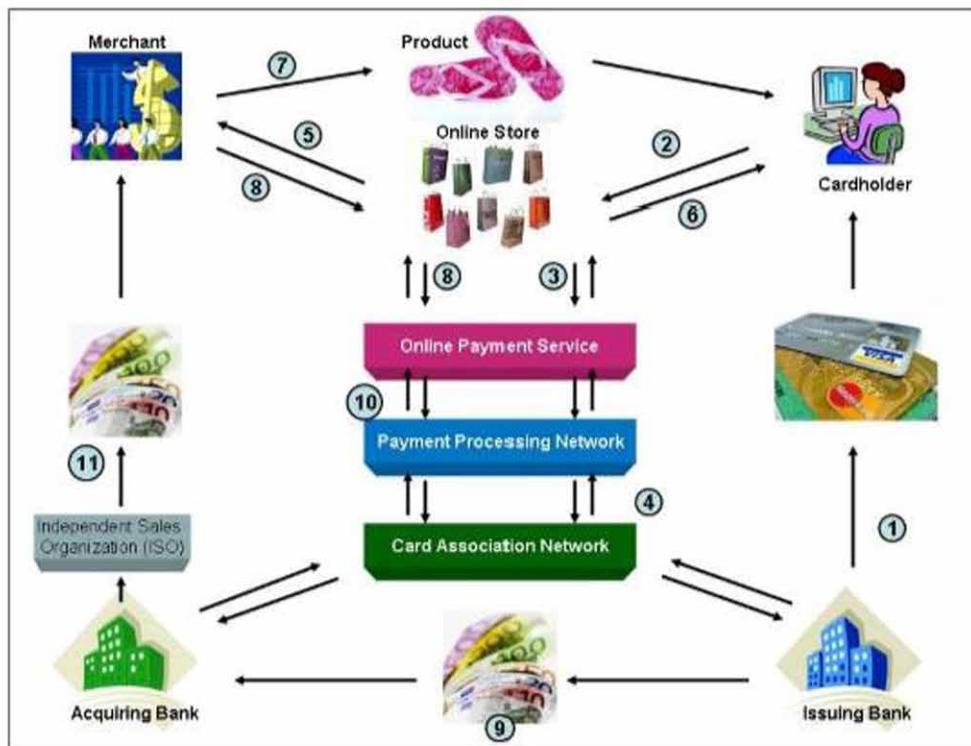 Merchant
Product
7
5
Online Store
2
8
6
Cardholder
8
3
Online Payment Service
10
Payment Processing Network
11
4
Independent Sales
Organization (ISO)
Card Association Network
1
Acquiring Bank
9
Issuing Bank